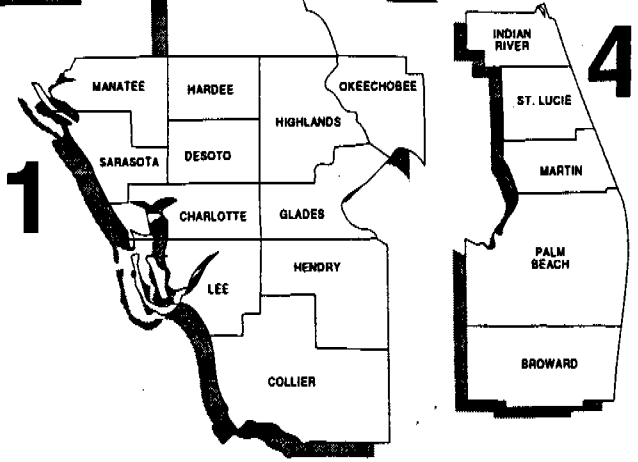 1
MANATEE
HARDEE
OKEECHOBEE
HIGHLANDS
SARASOTA
DESOTO
CHARLOTTE
GLADES
LEE
HENDRY
COLLIER
4
INDIAN
RIVER
ST. LUCIE
MARTIN
PALM
BEACH
BROWARD